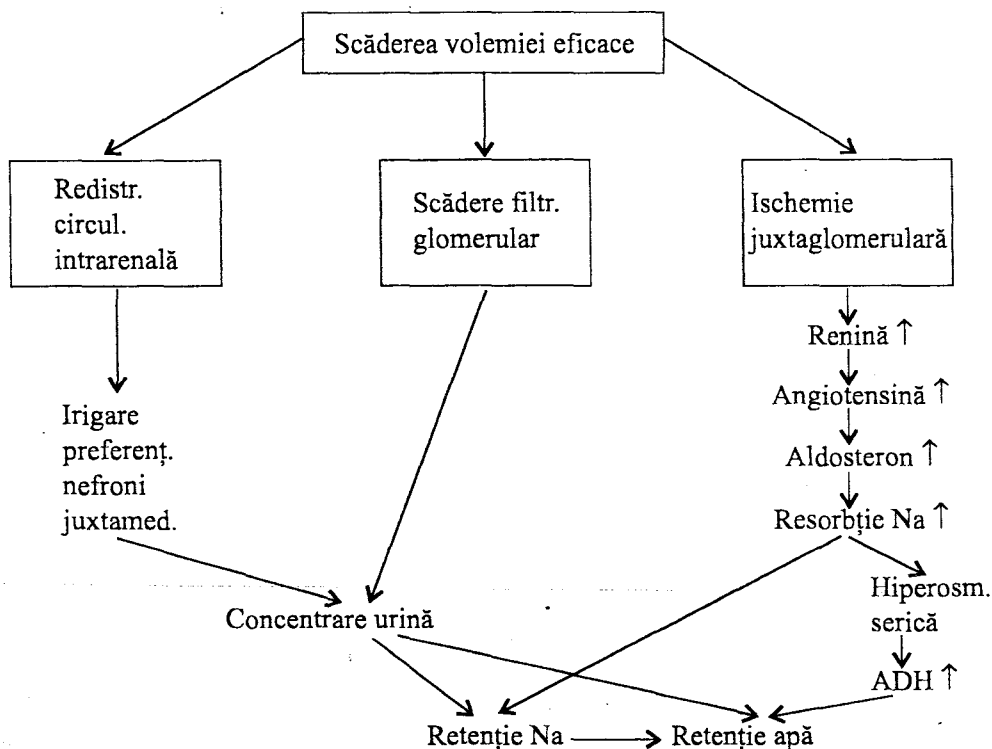 Scăderea volemiei eficace
Redistr.
circul.
intrarenală
Scădere filtr.
glomerular
Ischemie
juxtaglomerulară
Renină ↑
Angiotensină ↑
Aldosteron ↑
Resorbție Na ↑
Irigare
preferenț.
nefroni
juxtamed.
Hiperosm.
serică
Concentrare urină
ADH ↑
Retenție Na
Retenție apă